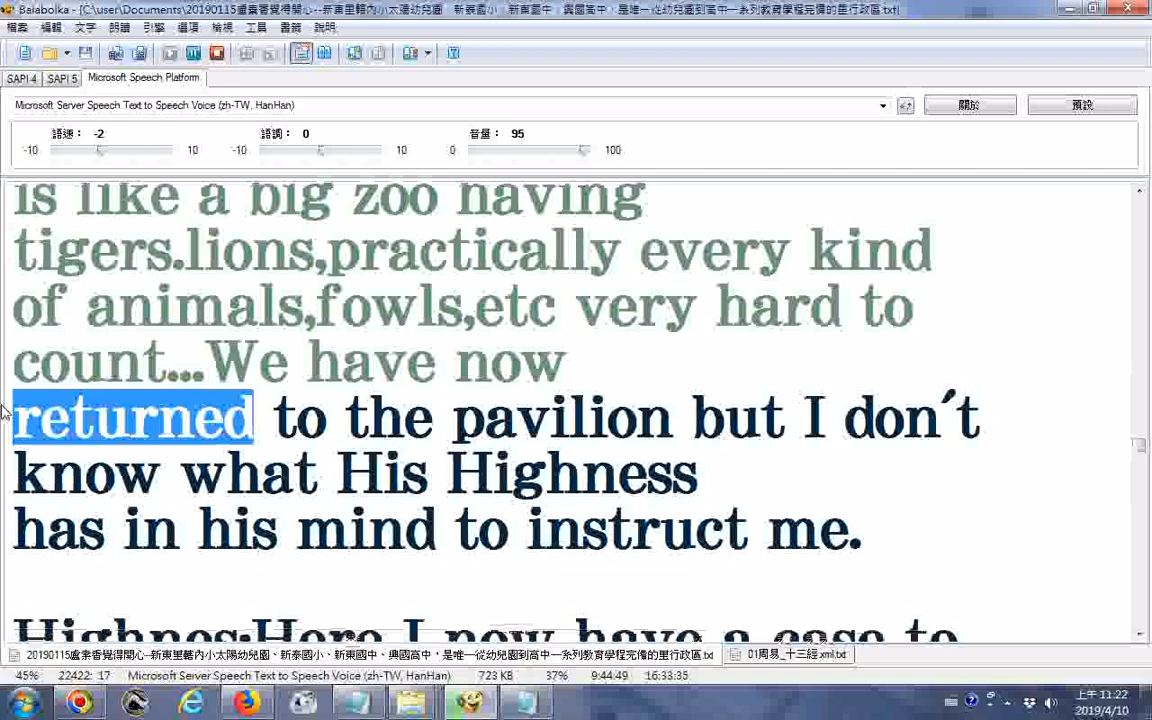 Balabolka - [C:\user\Documents\20190115盧索香覺得開心--新東里轄內小太陽幼兒園、新泰國小、新東國中、興國高中，是唯一從幼兒園到高中一系列教育學程完備的里行政區.txt]
檔案 編輯 文字 朗讀 引擎 選項 檢視 工具 書籤 說明
SAPI 4 SAPI 5 Microsoft Speech Platform
Microsoft Server Speech Text to Speech Voice (zh-TW, HanHan) 關於 預設
語速： -2 語調： 0 音量： 95
-10 10 -10 10 0 100
is like a big zoo having
tigers.lions,practically every kind
of animals,fowls,etc very hard to
count...We have now
returned to the pavilion but I don't
know what His Highness
has in his mind to instruct me.
Highnes:Here I now have a case to
20190115盧索香覺得開心--新東里轄內小太陽幼兒園、新泰國小、新東國中、興國高中，是唯一從幼兒園到高中一系列教育學程完備的里行政區.txt 01周易_十三經.xml.txt
45% 22422: 17 Microsoft Server Speech Text to Speech Voice (zh-TW, HanHan) 723 KB 37% 9:44:49 16:33:35
上午 11:22
2019/4/10